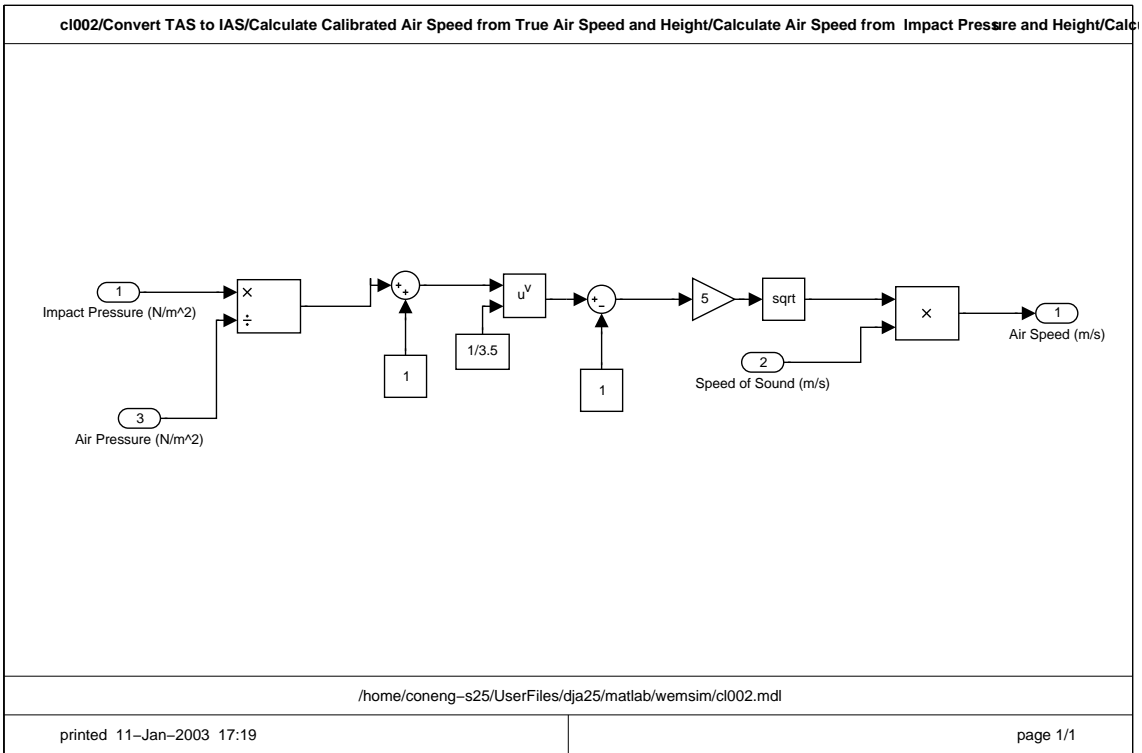 cl002/Convert TAS to IAS/Calculate Calibrated Air Speed from True Air Speed and Height/Calculate Air Speed from  Impact Pressure and Height/Calcu
1
Impact Pressure (N/m^2)
×
÷
3
Air Pressure (N/m^2)
+
+
1
u^v
1/3.5
+
−
1
5
sqrt
2
Speed of Sound (m/s)
×
1
Air Speed (m/s)
/home/coneng−s25/UserFiles/dja25/matlab/wemsim/cl002.mdl
printed  11−Jan−2003  17:19
page 1/1